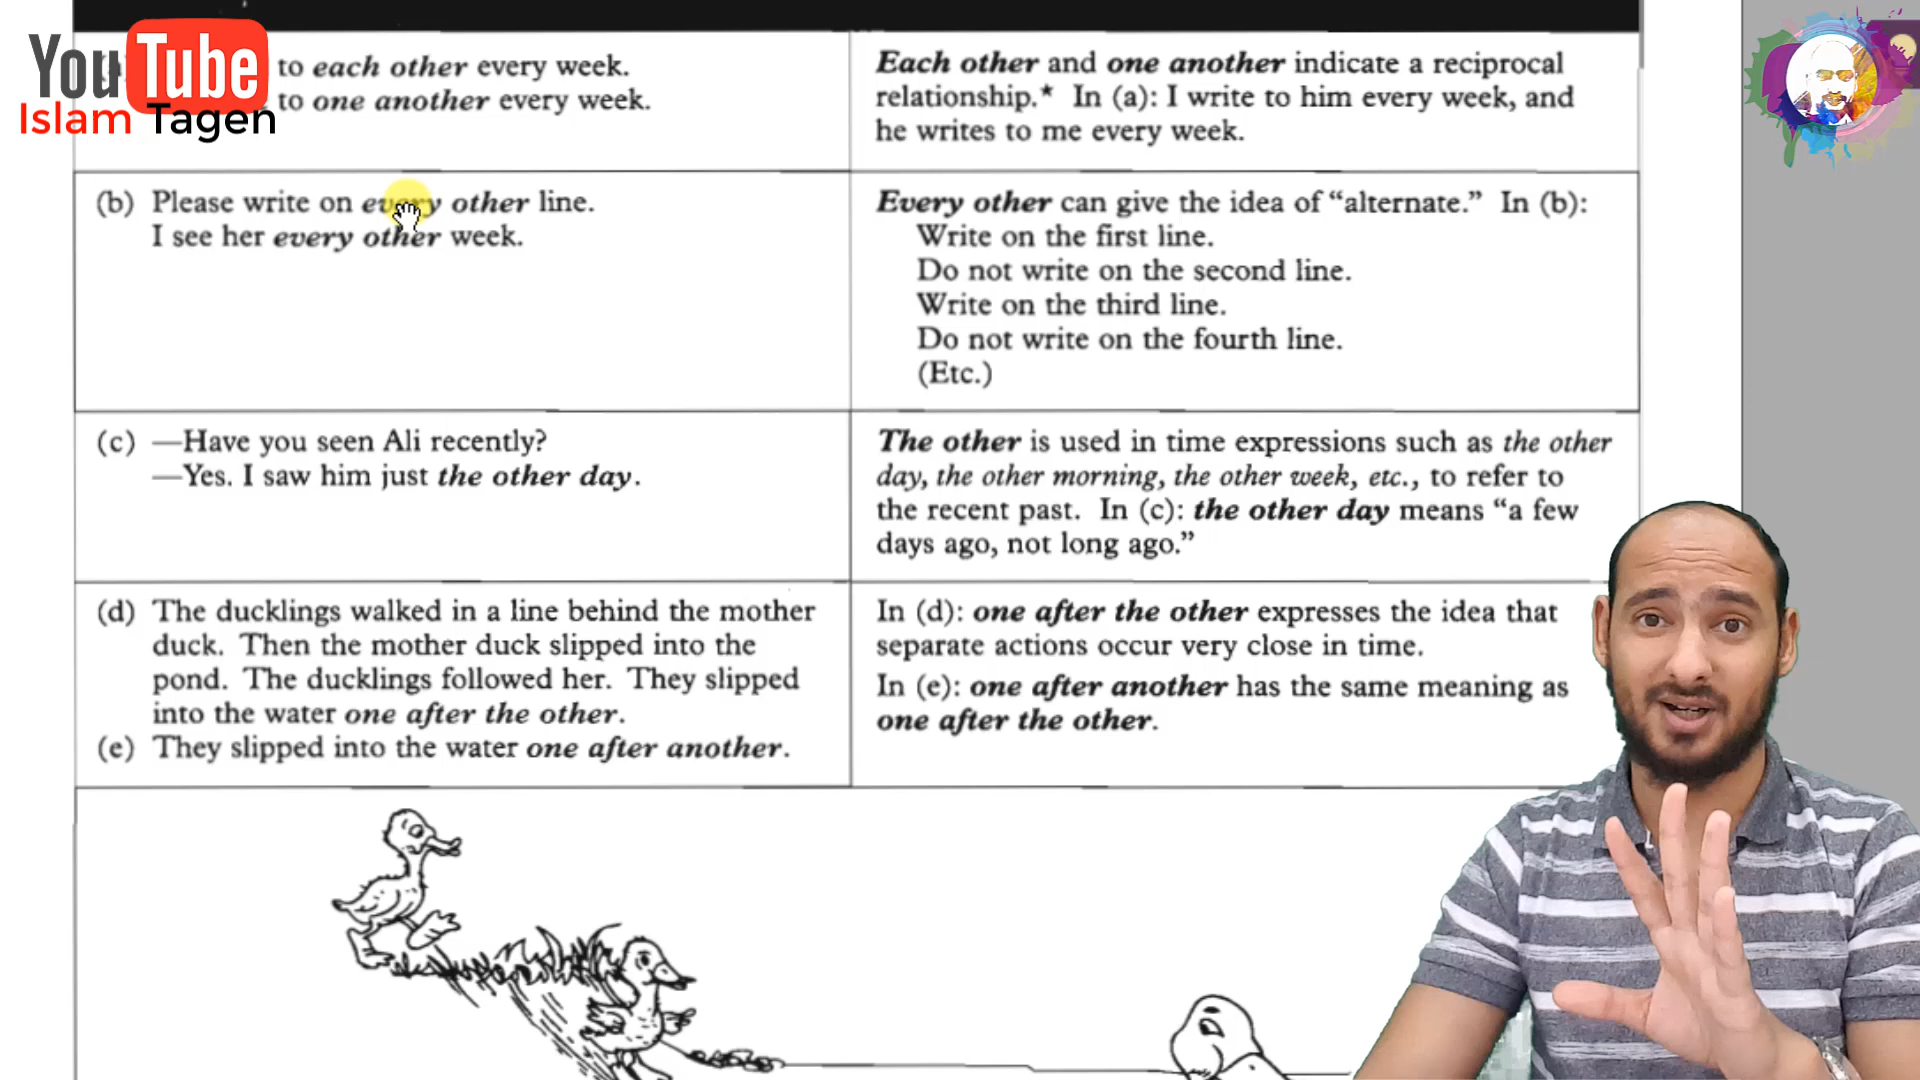 YouTube
Islam Tagen
to each other every week.
to one another every week.
Each other and one another indicate a reciprocal
relationship.* In (a): I write to him every week, and
he writes to me every week.
(b) Please write on every other line.
I see her every other week.
Every other can give the idea of “alternate.” In (b):
Write on the first line.
Do not write on the second line.
Write on the third line.
Do not write on the fourth line.
(Etc.)
(c) —Have you seen Ali recently?
—Yes. I saw him just the other day.
The other is used in time expressions such as the other
day, the other morning, the other week, etc., to refer to
the recent past. In (c): the other day means “a few
days ago, not long ago.”
(d) The ducklings walked in a line behind the mother
duck. Then the mother duck slipped into the
pond. The ducklings followed her. They slipped
into the water one after the other.
(e) They slipped into the water one after another.
In (d): one after the other expresses the idea that
separate actions occur very close in time.
In (e): one after another has the same meaning as
one after the other.